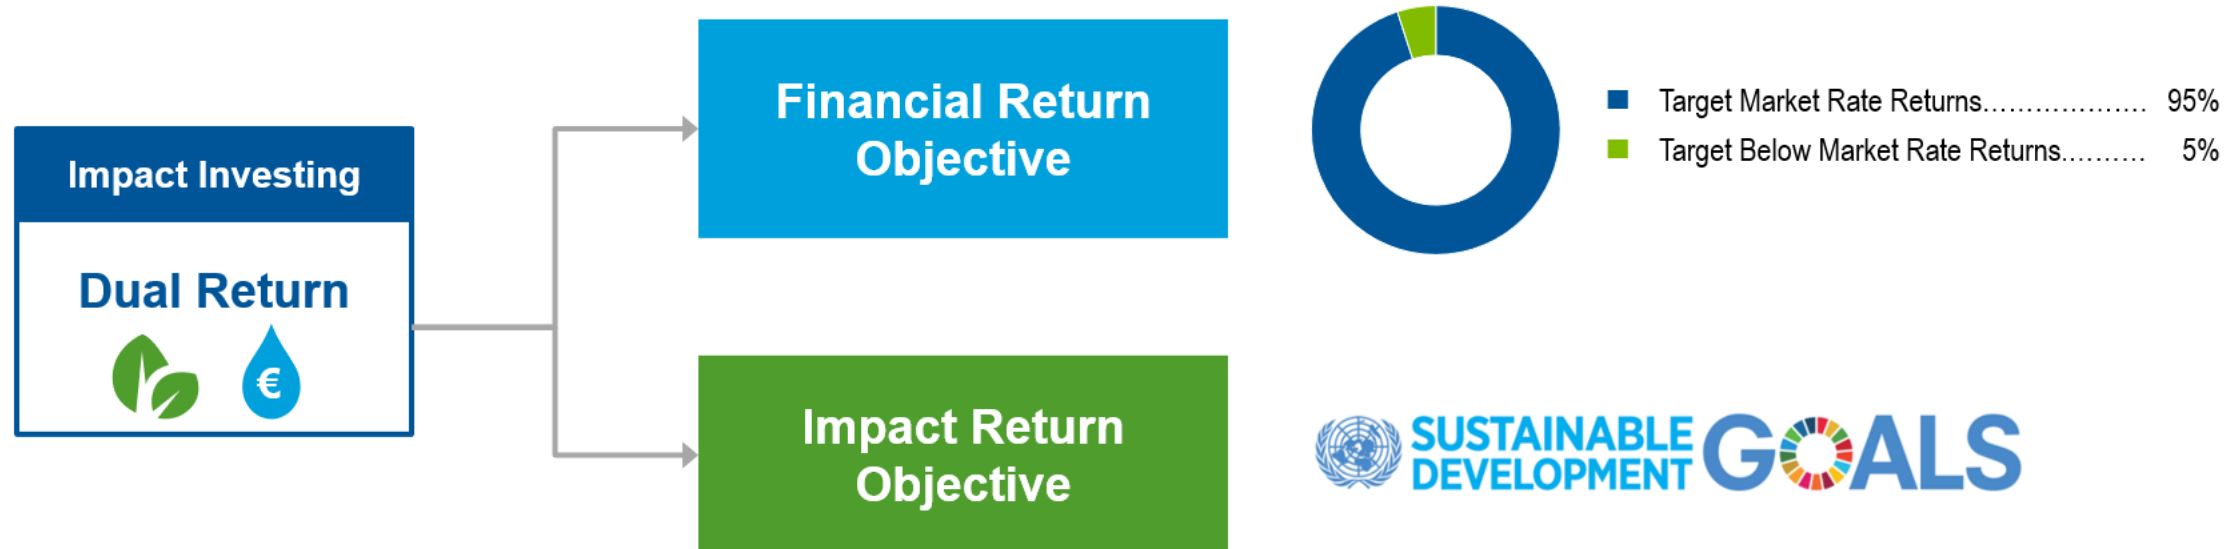 Impact Investing
Dual Return
€
Financial Return
Objective
Impact Return
Objective
Target Market Rate Returns................... 95%
Target Below Market Rate Returns.......... 5%
SUSTAINABLE
DEVELOPMENT
GOALS